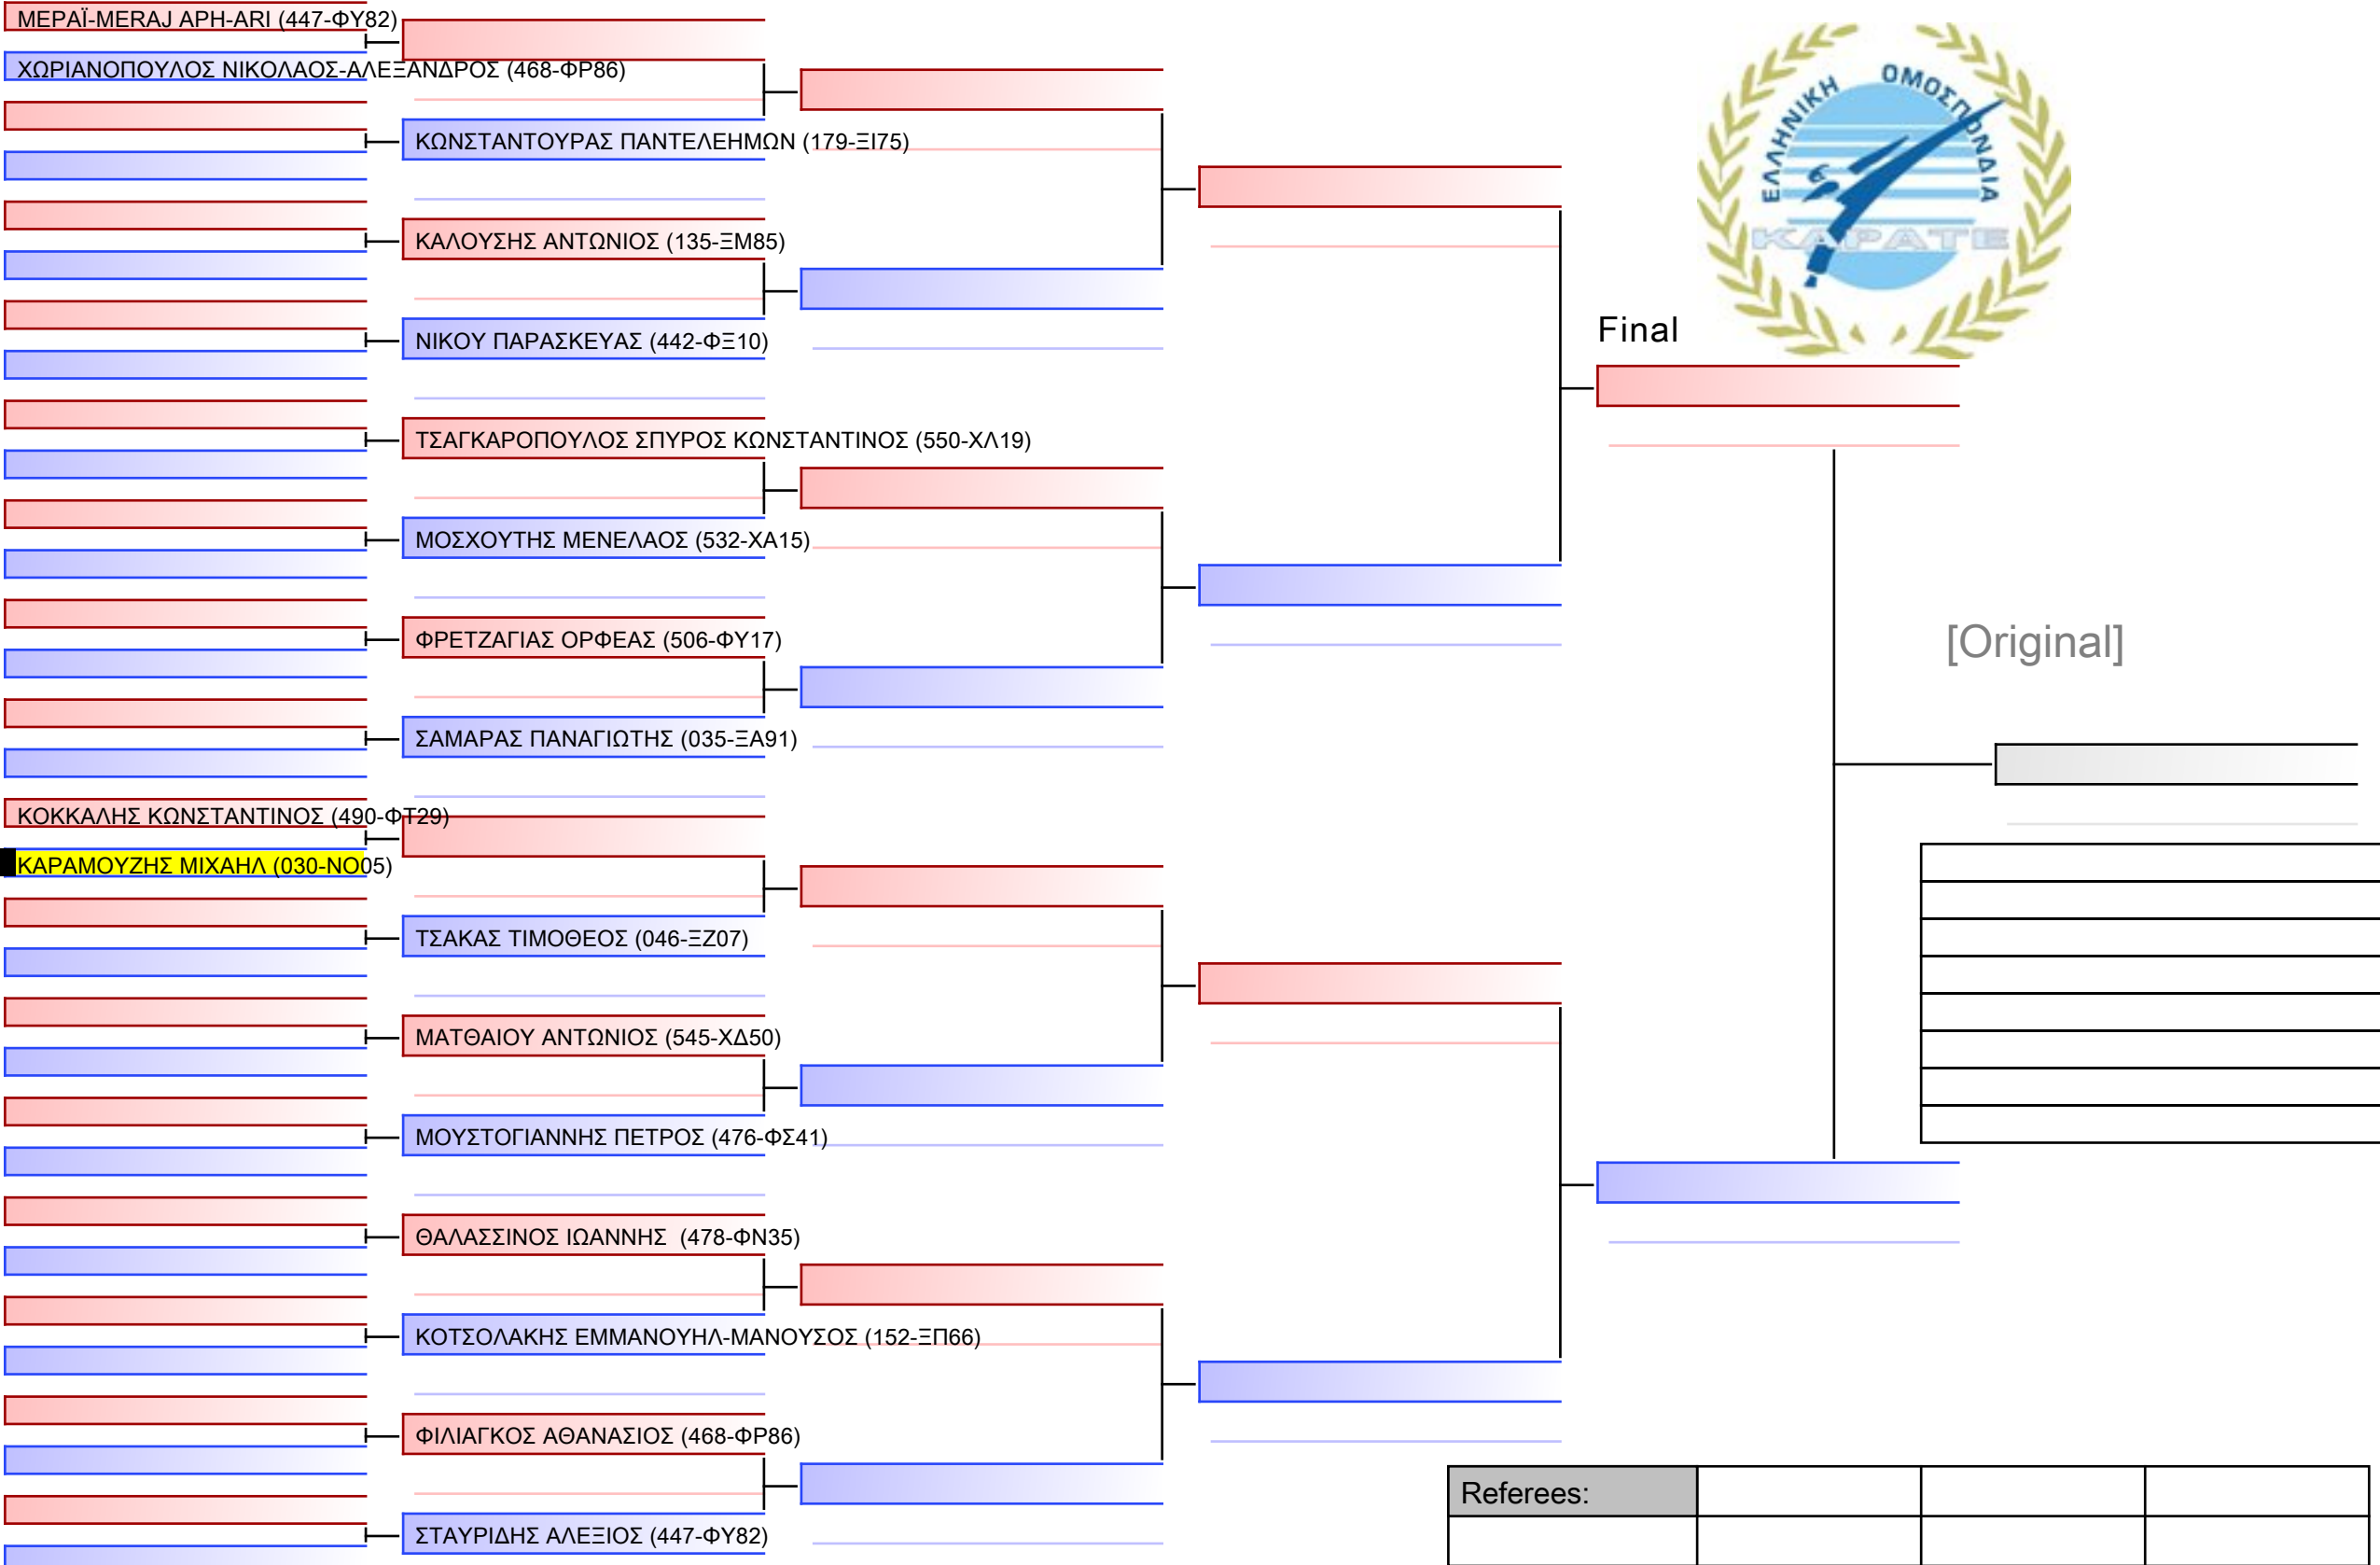 ΜΕΡΑΪ-MERAJ ΑΡΗ-ARI (447-ΦΥ82)
ΧΩΡΙΑΝΟΠΟΥΛΟΣ ΝΙΚΟΛΑΟΣ-ΑΛΕΞΑΝΔΡΟΣ (468-ΦΡ86)
ΚΩΝΣΤΑΝΤΟΥΡΑΣ ΠΑΝΤΕΛΕΗΜΩΝ (179-ΞΙ75)
ΚΑΛΟΥΣΗΣ ΑΝΤΩΝΙΟΣ (135-ΞΜ85)
ΝΙΚΟΥ ΠΑΡΑΣΚΕΥΑΣ (442-ΦΞ10)
ΤΣΑΓΚΑΡΟΠΟΥΛΟΣ ΣΠΥΡΟΣ ΚΩΝΣΤΑΝΤΙΝΟΣ (550-ΧΛ19)
ΜΟΣΧΟΥΤΗΣ ΜΕΝΕΛΑΟΣ (532-ΧΑ15)
ΦΡΕΤΖΑΓΙΑΣ ΟΡΦΕΑΣ (506-ΦΥ17)
ΣΑΜΑΡΑΣ ΠΑΝΑΓΙΩΤΗΣ (035-ΞΑ91)
ΚΟΚΚΑΛΗΣ ΚΩΝΣΤΑΝΤΙΝΟΣ (490-ΦΤ29)
ΚΑΡΑΜΟΥΖΗΣ ΜΙΧΑΗΛ (030-ΝΟ05)
ΤΣΑΚΑΣ ΤΙΜΟΘΕΟΣ (046-ΞΖ07)
ΜΑΤΘΑΙΟΥ ΑΝΤΩΝΙΟΣ (545-ΧΔ50)
ΜΟΥΣΤΟΓΙΑΝΝΗΣ ΠΕΤΡΟΣ (476-ΦΣ41)
ΘΑΛΑΣΣΙΝΟΣ ΙΩΑΝΝΗΣ (478-ΦΝ35)
ΚΟΤΣΟΛΑΚΗΣ ΕΜΜΑΝΟΥΗΛ-ΜΑΝΟΥΣΟΣ (152-ΞΠ66)
ΦΙΛΙΑΓΚΟΣ ΑΘΑΝΑΣΙΟΣ (468-ΦΡ86)
ΣΤΑΥΡΙΔΗΣ ΑΛΕΞΙΟΣ (447-ΦΥ82)
ΕΛΛΗΝΙΚΗ ΟΜΟΣΠΟΝΔΙΑ
ΚΑΡΑΤΕ
Final
[Original]
Referees: